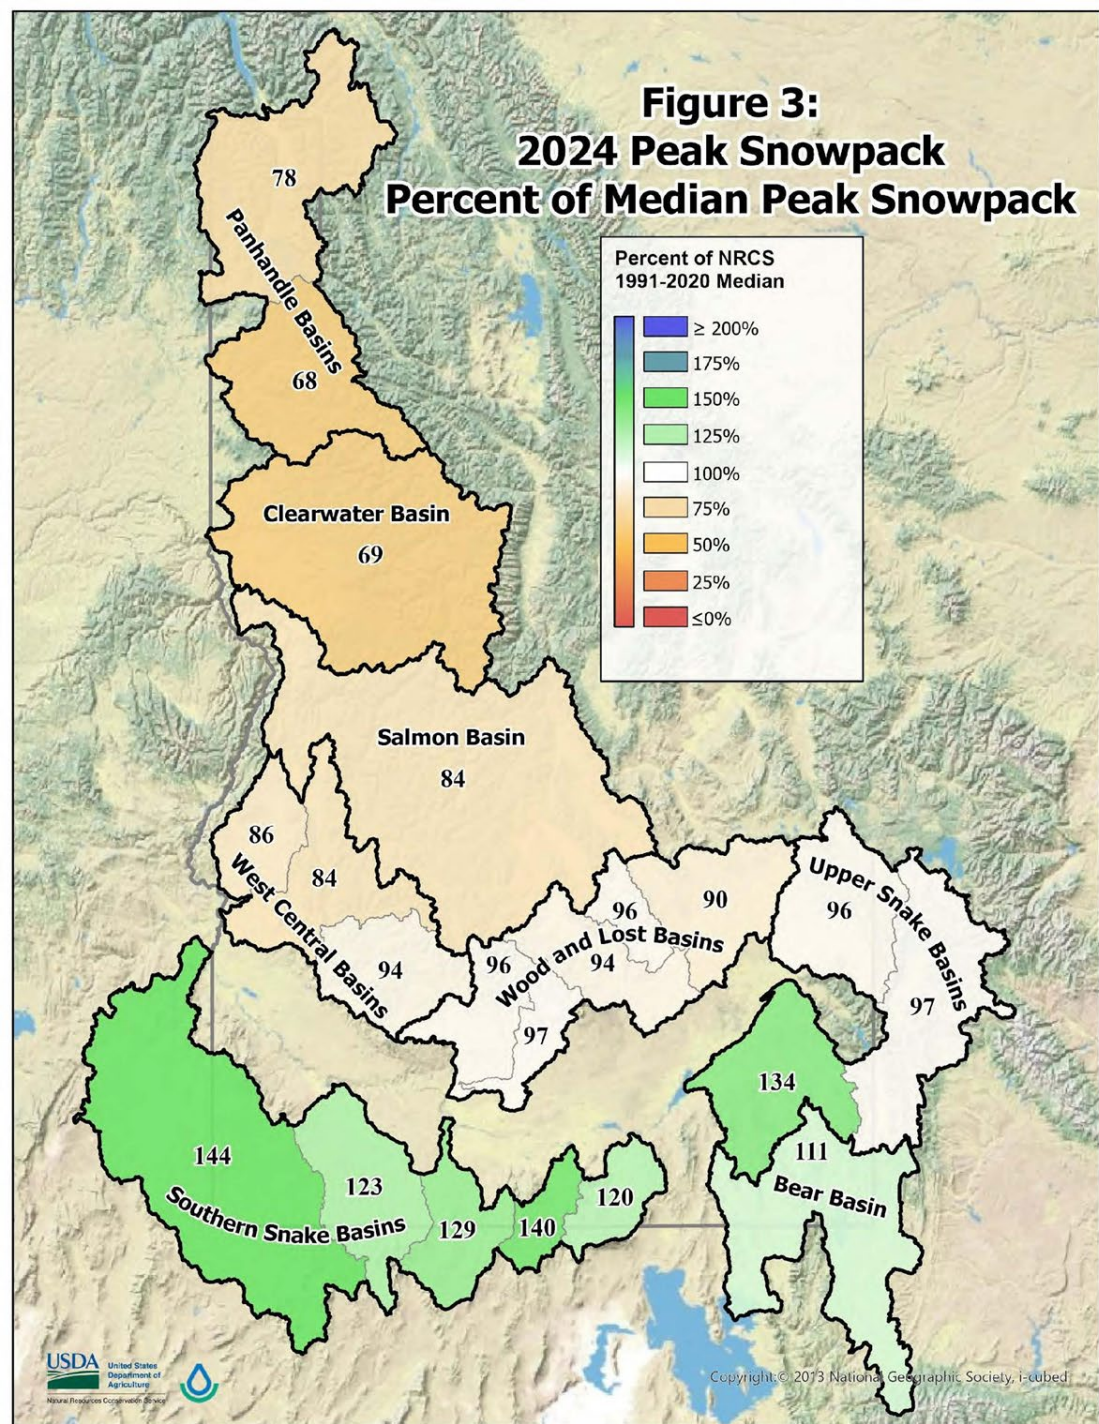 Figure 3:
2024 Peak Snowpack
Percent of Median Peak Snowpack
Percent of NRCS
1991-2020 Median
≥ 200%
175%
150%
125%
100%
75%
50%
25%
≤0%
78
Panhandle Basins
68
Clearwater Basin
69
Salmon Basin
84
86
84
West Central Basins
94
96
90
96
94
97
Wood and Lost Basins
Upper Snake Basins
96
97
134
111
Bear Basin
144
123
129
140
120
Southern Snake Basins
USDA
United States
Department of
Agriculture
Natural Resources Conservation Service
Copyright:© 2013 National Geographic Society, i-cubed